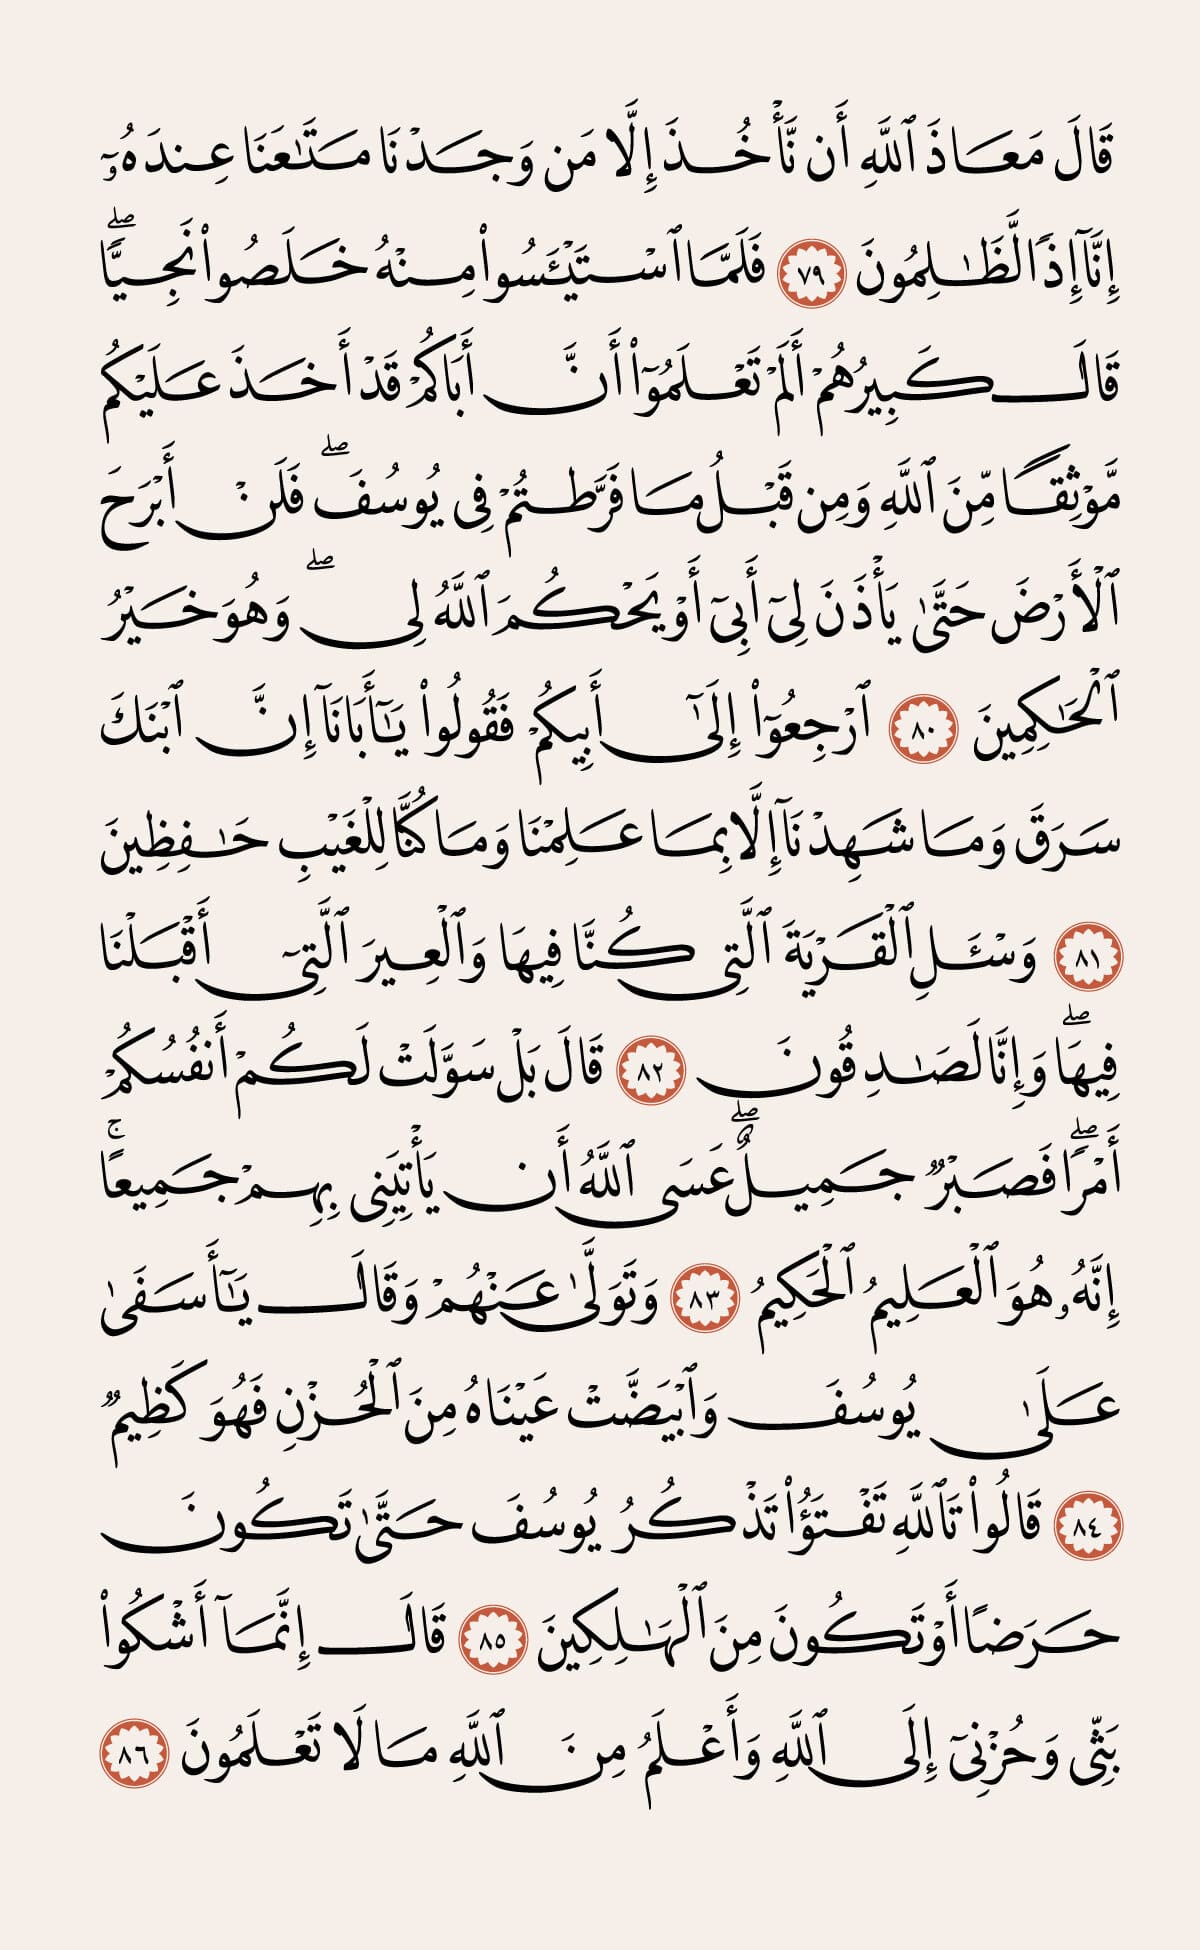 قَالَ مَعَاذَ ٱللَّهِ أَن نَّأْخُذَ إِلَّا مَن وَجَدْنَا مَتَـٰعَنَا عِندَهُۥٓ
إِنَّآ إِذًا لَّظَـٰلِمُونَ ٧٩ فَلَمَّا ٱسْتَيْـَٔسُوا۟ مِنْهُ خَلَصُوا۟ نَجِيًّا ۖ
قَالَ كَبِيرُهُمْ أَلَمْ تَعْلَمُوٓا۟ أَنَّ أَبَاكُمْ قَدْ أَخَذَ عَلَيْكُم
مَّوْثِقًا مِّنَ ٱللَّهِ وَمِن قَبْلُ مَا فَرَّطتُمْ فِى يُوسُفَ ۖ فَلَنْ أَبْرَحَ
ٱلْأَرْضَ حَتَّىٰ يَأْذَنَ لِىٓ أَبِىٓ أَوْ يَحْكُمَ ٱللَّهُ لِى ۖ وَهُوَ خَيْرُ
ٱلْحَـٰكِمِينَ ٨٠ ٱرْجِعُوٓا۟ إِلَىٰٓ أَبِيكُمْ فَقُولُوا۟ يَـٰٓأَبَانَآ إِنَّ ٱبْنَكَ
سَرَقَ وَمَا شَهِدْنَآ إِلَّا بِمَا عَلِمْنَا وَمَا كُنَّا لِلْغَيْبِ حَـٰفِظِينَ
٨١ وَسْـَٔلِ ٱلْقَرْيَةَ ٱلَّتِى كُنَّا فِيهَا وَٱلْعِيرَ ٱلَّتِىٓ أَقْبَلْنَا
فِيهَا ۖ وَإِنَّا لَصَـٰدِقُونَ ٨٢ قَالَ بَلْ سَوَّلَتْ لَكُمْ أَنفُسُكُمْ
أَمْرًا ۖ فَصَبْرٌ جَمِيلٌ ۖ عَسَى ٱللَّهُ أَن يَأْتِيَنِى بِهِمْ جَمِيعًا ۚ
إِنَّهُۥ هُوَ ٱلْعَلِيمُ ٱلْحَكِيمُ ٨٣ وَتَوَلَّىٰ عَنْهُمْ وَقَالَ يَـٰٓأَسَفَىٰ
عَلَىٰ يُوسُفَ وَٱبْيَضَّتْ عَيْنَاهُ مِنَ ٱلْحُزْنِ فَهُوَ كَظِيمٌ
٨٤ قَالُوا۟ تَٱللَّهِ تَفْتَؤُا۟ تَذْكُرُ يُوسُفَ حَتَّىٰ تَكُونَ
حَرَضًا أَوْ تَكُونَ مِنَ ٱلْهَـٰلِكِينَ ٨٥ قَالَ إِنَّمَآ أَشْكُوا۟
بَثِّى وَحُزْنِىٓ إِلَى ٱللَّهِ وَأَعْلَمُ مِنَ ٱللَّهِ مَا لَا تَعْلَمُونَ ٨٦